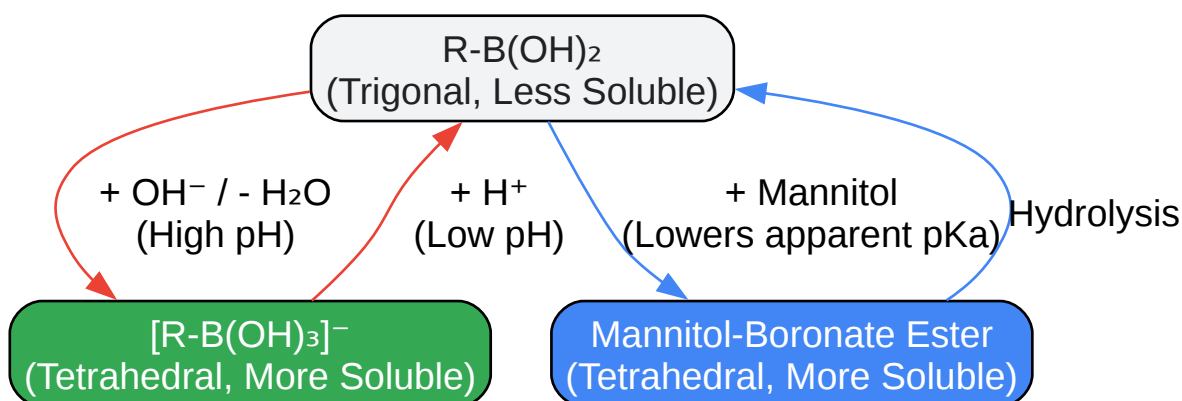 R-B(OH)₂
(Trigonal, Less Soluble)
+ OH⁻ / - H₂O
(High pH)
+ H⁺
(Low pH)
+ Mannitol
(Lowers apparent pKa)
Hydrolysis
[R-B(OH)₃]⁻
(Tetrahedral, More Soluble)
Mannitol-Boronate Ester
(Tetrahedral, More Soluble)